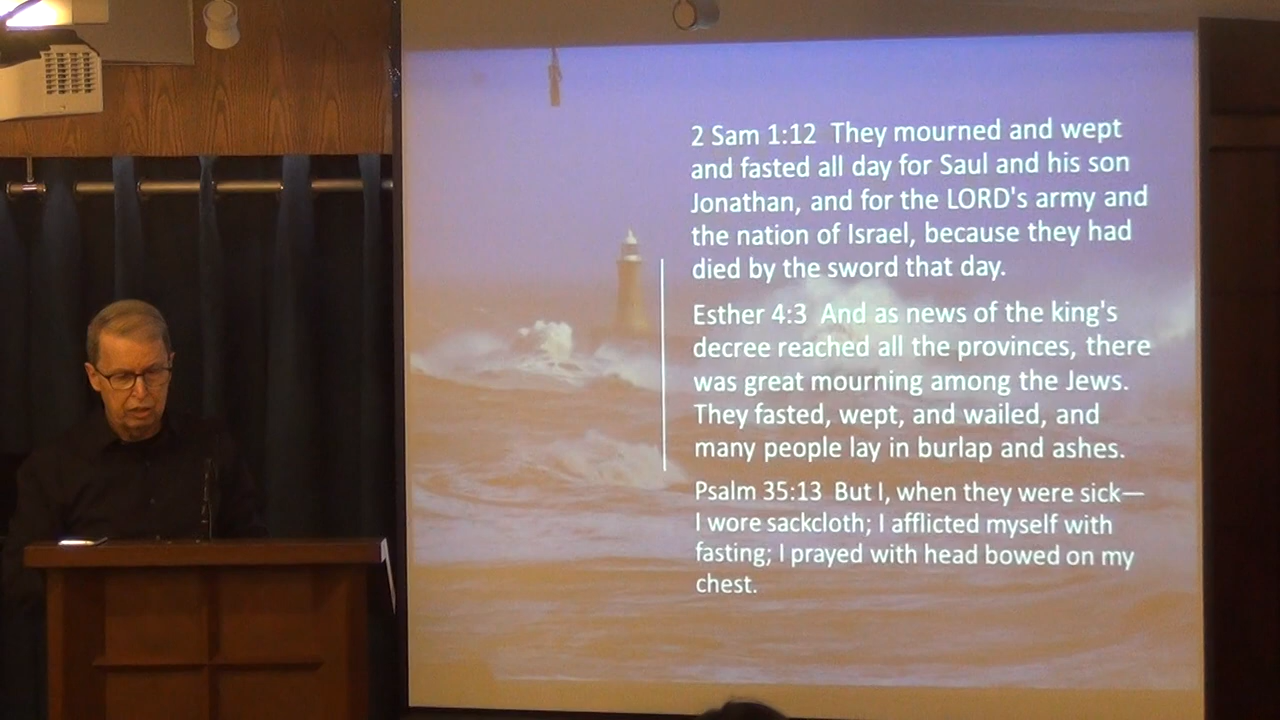 2 Sam 1:12  They mourned and wept
and fasted all day for Saul and his son
Jonathan, and for the LORD's army and
the nation of Israel, because they had
died by the sword that day.
Esther 4:3  And as news of the king's
decree reached all the provinces, there
was great mourning among the Jews.
They fasted, wept, and wailed, and
many people lay in burlap and ashes.
Psalm 35:13  But I, when they were sick—
I wore sackcloth; I afflicted myself with
fasting; I prayed with head bowed on my
chest.